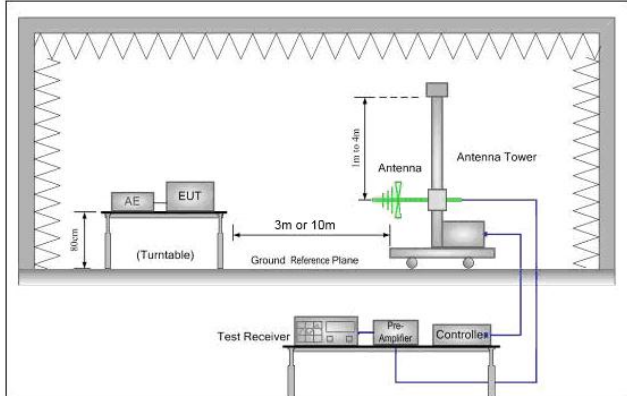 1m to 4m
Antenna
Antenna Tower
AE
EUT
80cm
3m or 10m
(Turntable)
Ground Reference Plane
Test Receiver
Pre-
Amplifier
Controlle